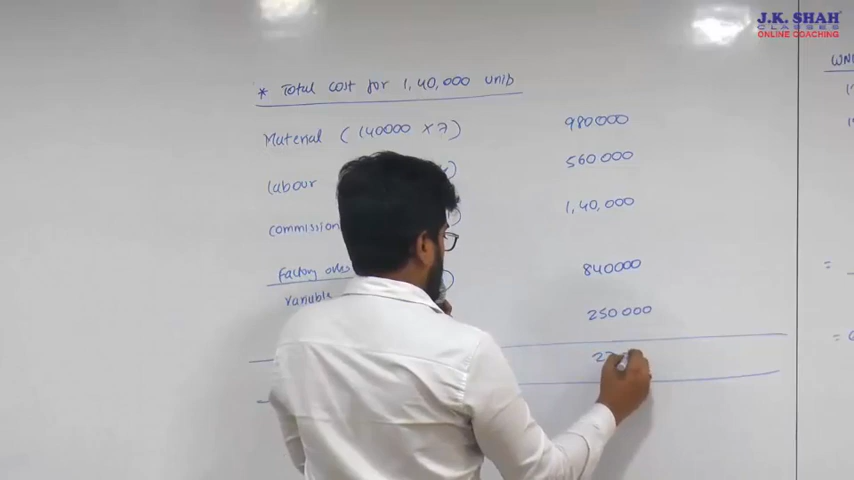 J.K. SHAH
CLASSES
ONLINE COACHING
* Total cost for 1,40,000 units
Material (140000 x 7) 980000
labour 560000
commission 1,40,000
Factory 840000
variable 250000